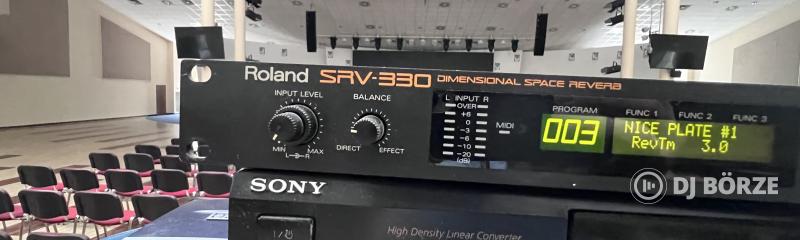 Roland SRV-330 DIMENSIONAL SPACE REVERB
INPUT LEVEL
MIN MAX
L R
BALANCE
DIRECT EFFECT
L INPUT R
OVER
+6
0
-3
-6
-10
-20
(dB)
MIDI
PROGRAM
003
FUNC 1 FUNC 2 FUNC 3
NICE PLATE #1
RevTm 3.0
SONY
High Density Linear Converter
DJ BÖRZE